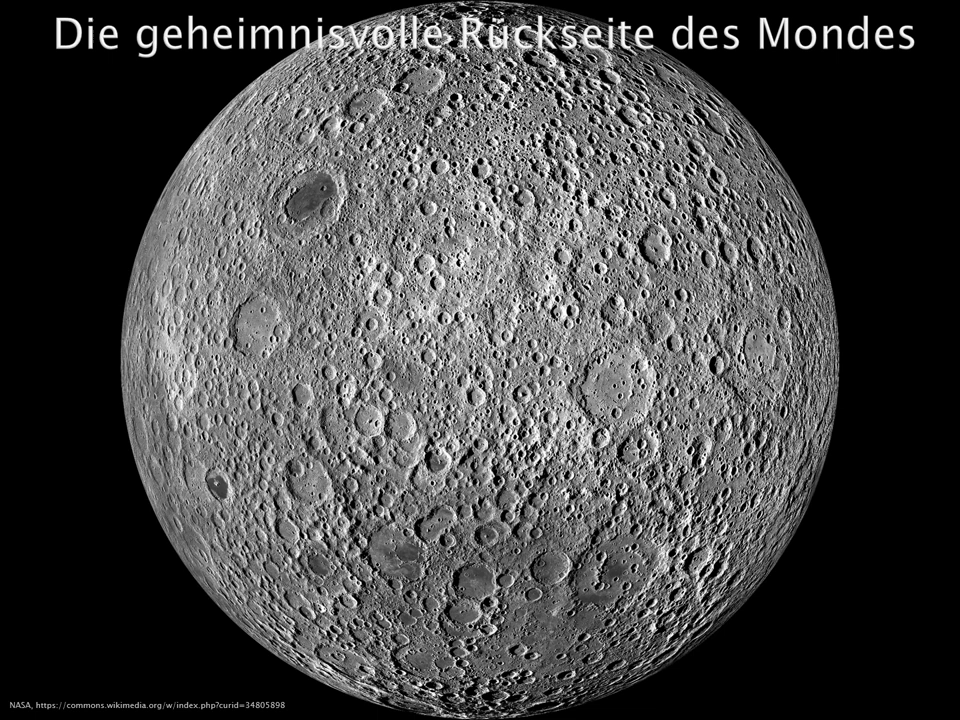 Die geheimnisvolle Rückseite des Mondes
NASA, https://commons.wikimedia.org/w/index.php?curid=34805898